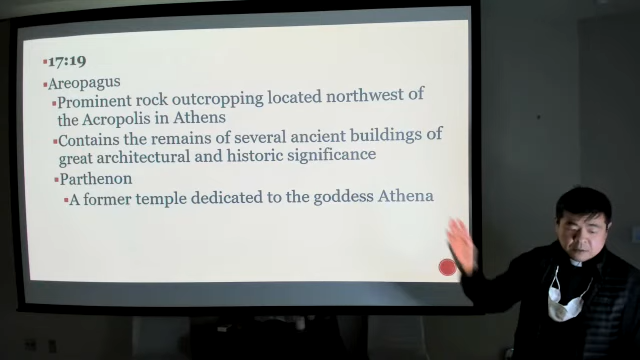 17:19
Areopagus
Prominent rock outcropping located northwest of
the Acropolis in Athens
Contains the remains of several ancient buildings of
great architectural and historic significance
Parthenon
A former temple dedicated to the goddess Athena